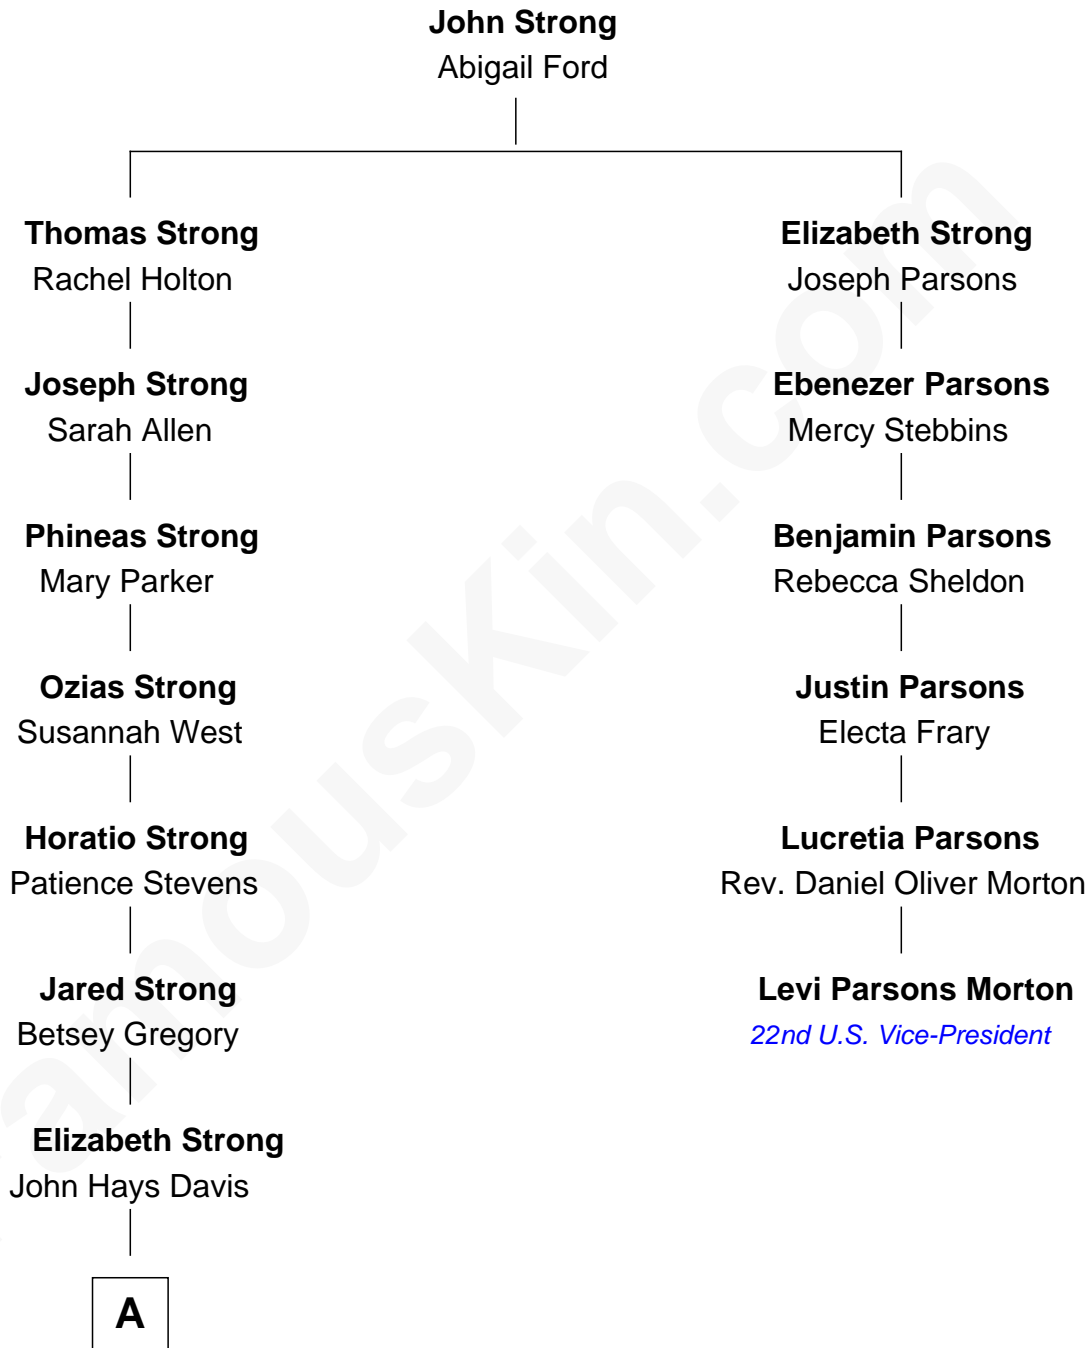 John Strong
Abigail Ford
Thomas Strong
Rachel Holton
Elizabeth Strong
Joseph Parsons
Joseph Strong
Sarah Allen
Ebenezer Parsons
Mercy Stebbins
Phineas Strong
Mary Parker
Benjamin Parsons
Rebecca Sheldon
Ozias Strong
Susannah West
Justin Parsons
Electa Frary
Horatio Strong
Patience Stevens
Lucretia Parsons
Rev. Daniel Oliver Morton
Jared Strong
Betsey Gregory
Levi Parsons Morton
22nd U.S. Vice-President
Elizabeth Strong
John Hays Davis
A
amousKin.com